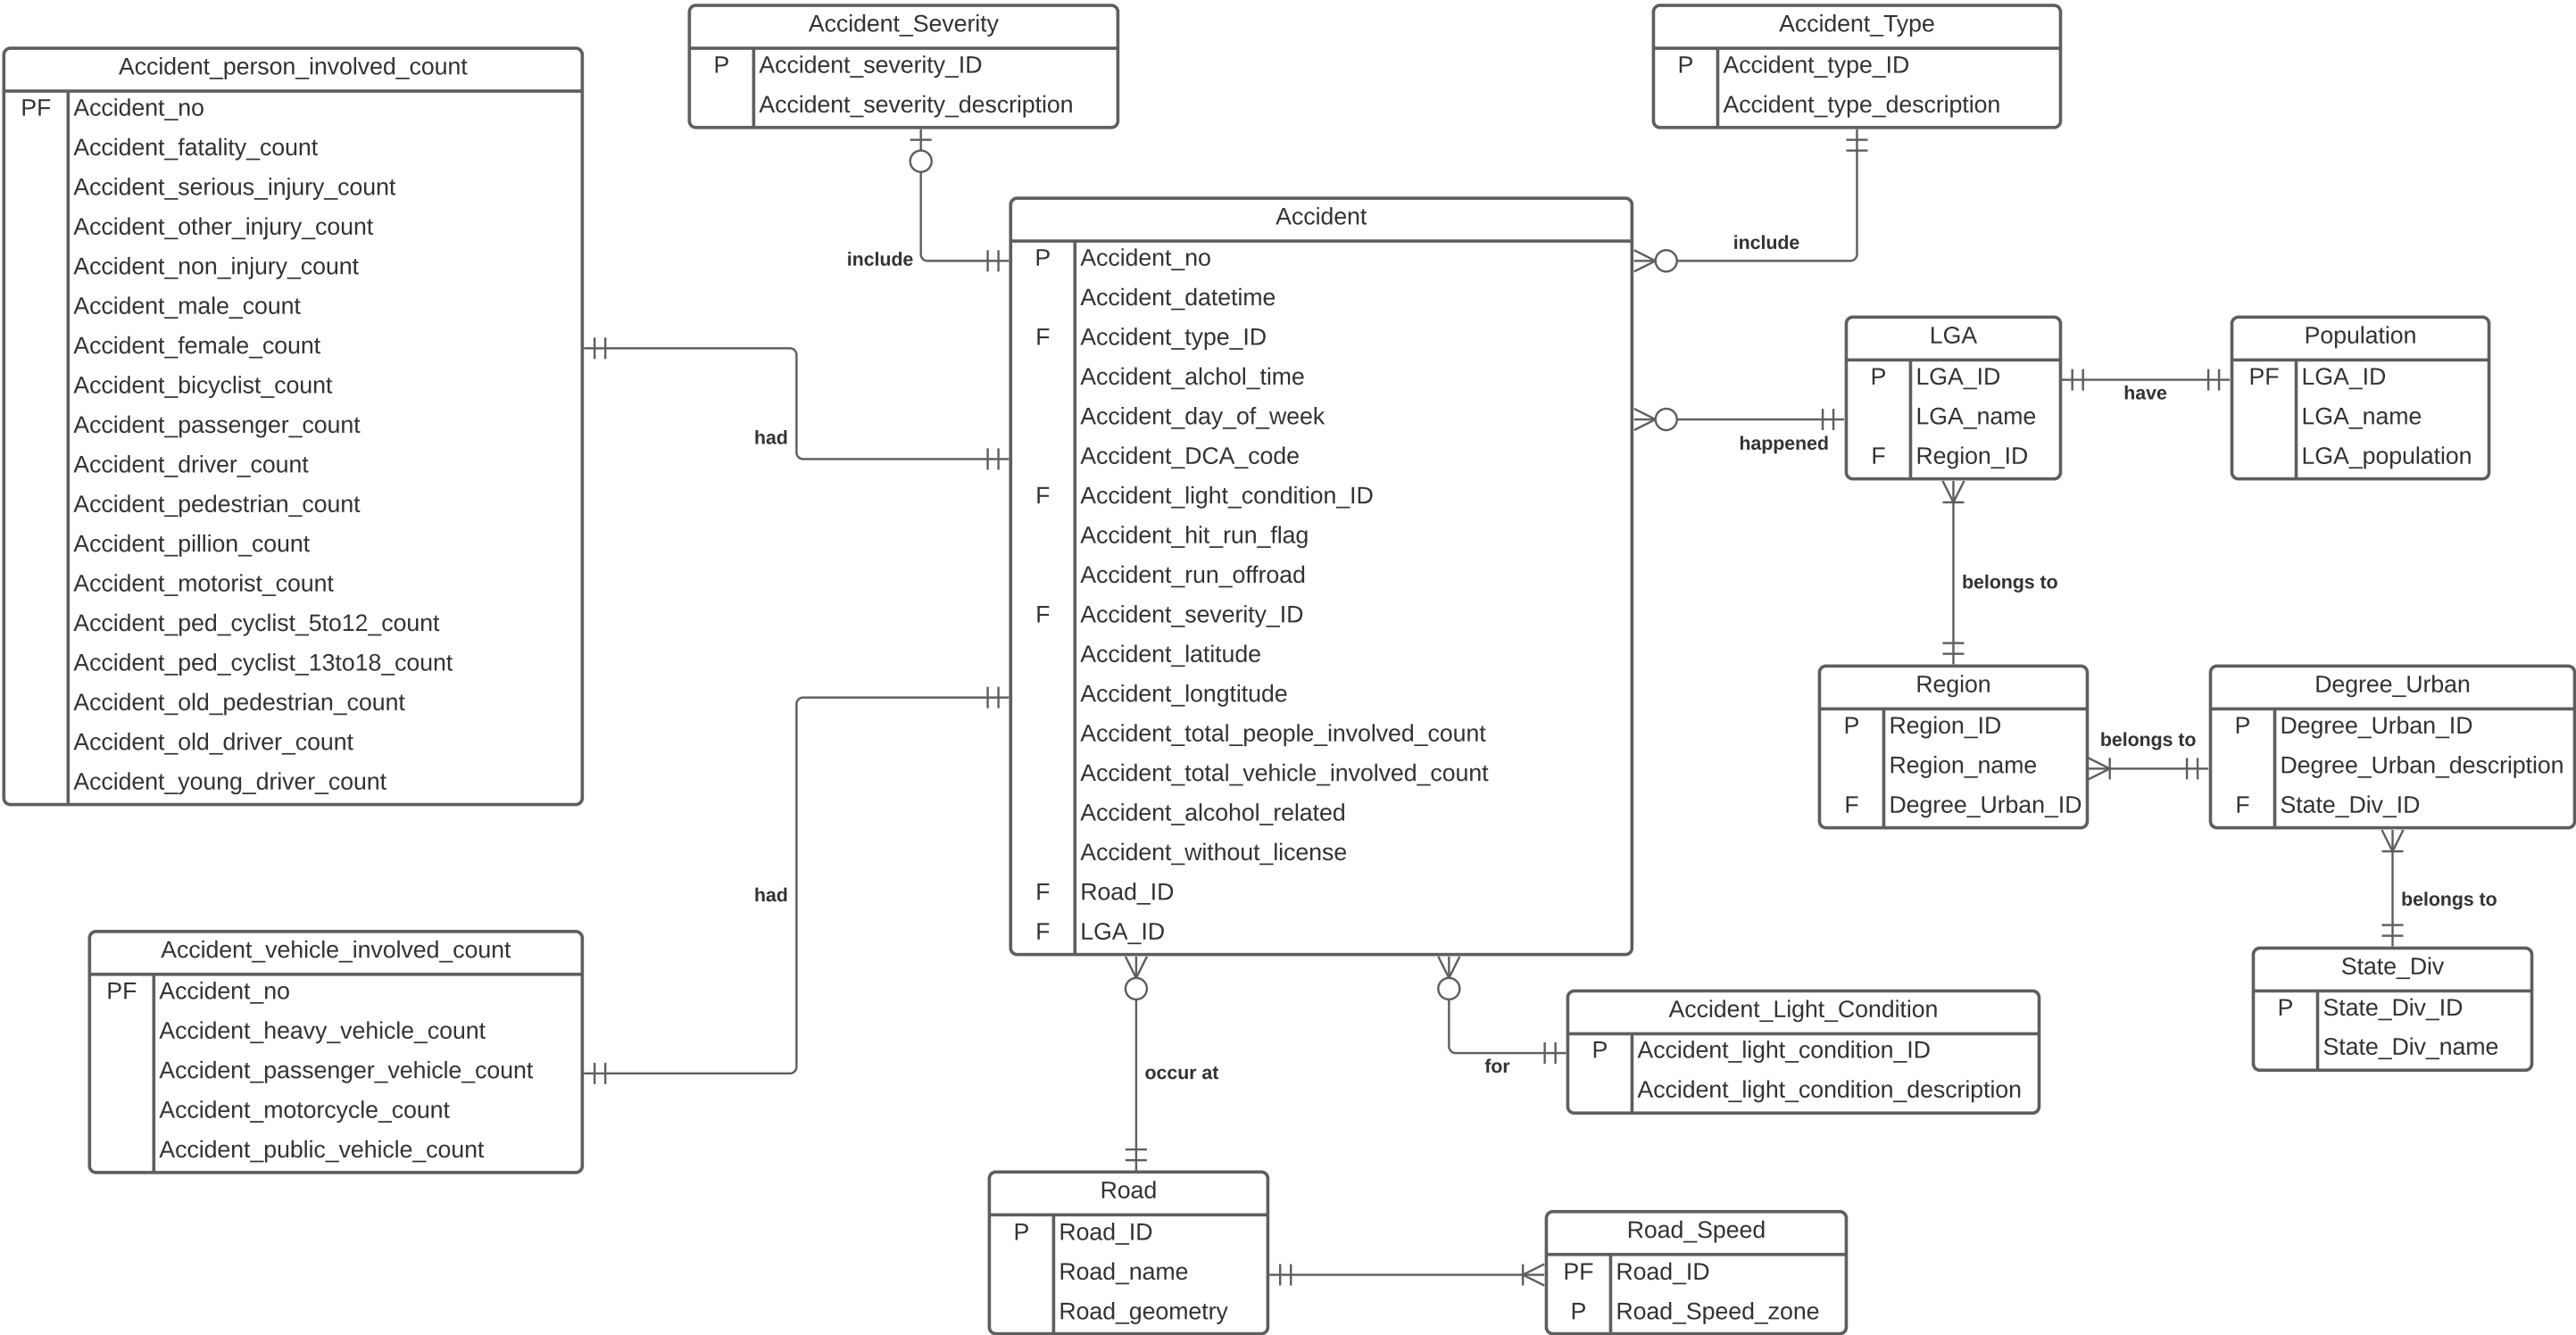 Accident_person_involved_count
PF Accident_no
Accident_fatality_count
Accident_serious_injury_count
Accident_other_injury_count
Accident_non_injury_count
Accident_male_count
Accident_female_count
Accident_bicyclist_count
Accident_passenger_count
Accident_driver_count
Accident_pedestrian_count
Accident_pillion_count
Accident_motorist_count
Accident_ped_cyclist_5to12_count
Accident_ped_cyclist_13to18_count
Accident_old_pedestrian_count
Accident_old_driver_count
Accident_young_driver_count
Accident_Severity
P Accident_severity_ID
Accident_severity_description
include
Accident_Type
P Accident_type_ID
Accident_type_description
include
Accident
P Accident_no
Accident_datetime
F Accident_type_ID
Accident_alchol_time
Accident_day_of_week
Accident_DCA_code
F Accident_light_condition_ID
Accident_hit_run_flag
Accident_run_offroad
F Accident_severity_ID
Accident_latitude
Accident_longtitude
Accident_total_people_involved_count
Accident_total_vehicle_involved_count
Accident_alcohol_related
Accident_without_license
F Road_ID
F LGA_ID
had
had
happened
LGA
P LGA_ID
LGA_name
F Region_ID
have
Population
PF LGA_ID
LGA_name
LGA_population
belongs to
Region
P Region_ID
Region_name
F Degree_Urban_ID
belongs to
Degree_Urban
P Degree_Urban_ID
Degree_Urban_description
F State_Div_ID
belongs to
State_Div
P State_Div_ID
State_Div_name
Accident_vehicle_involved_count
PF Accident_no
Accident_heavy_vehicle_count
Accident_passenger_vehicle_count
Accident_motorcycle_count
Accident_public_vehicle_count
occur at
for
Accident_Light_Condition
P Accident_light_condition_ID
Accident_light_condition_description
Road
P Road_ID
Road_name
Road_geometry
Road_Speed
PF Road_ID
P Road_Speed_zone